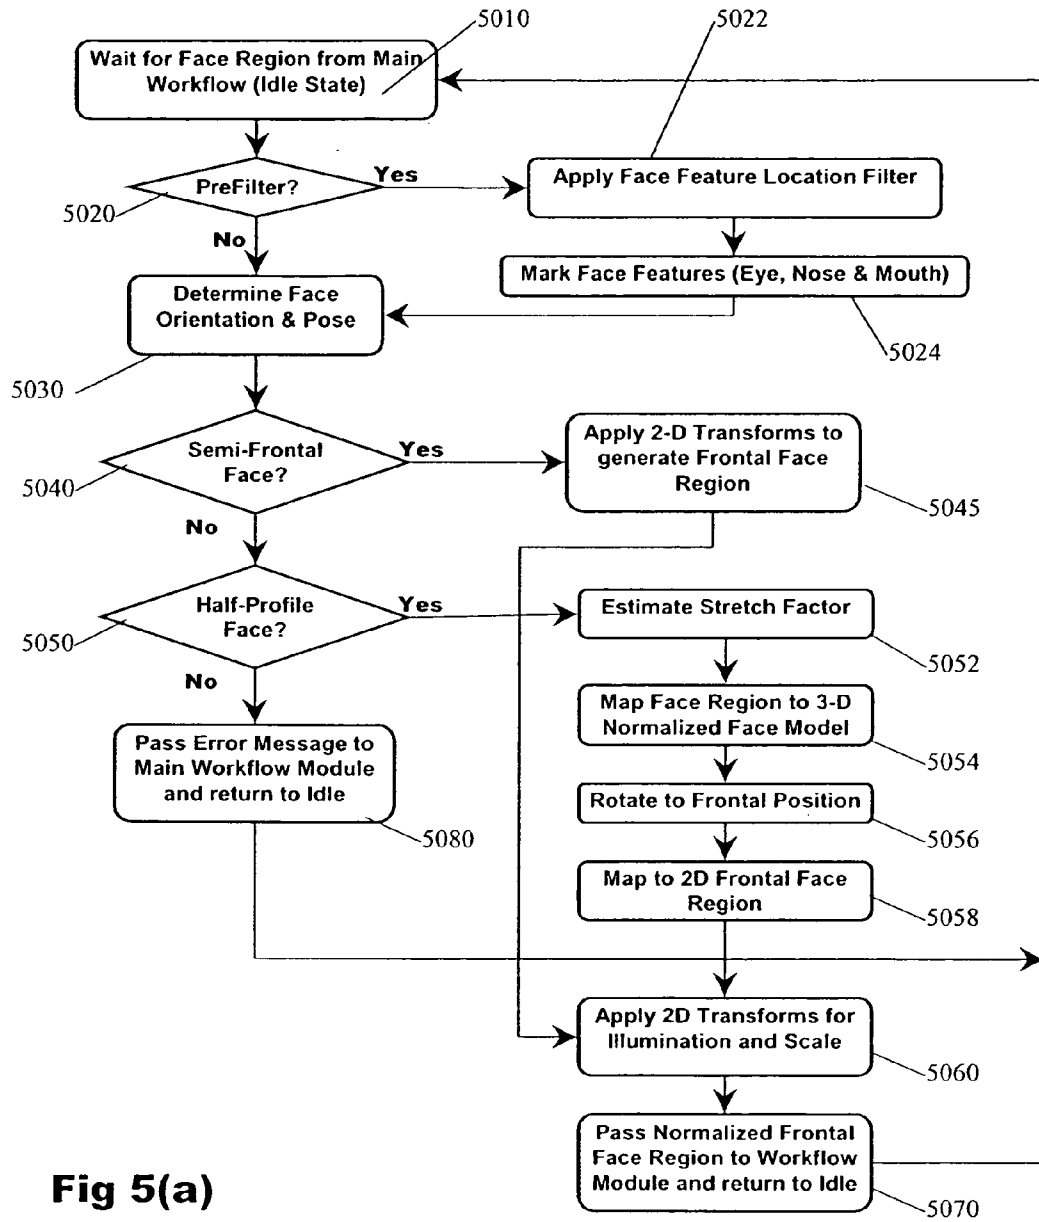 5010
5022
Wait for Face Region from Main
Workflow (Idle State)
PreFilter?
Yes
Apply Face Feature Location Filter
5020
No
Mark Face Features (Eye, Nose & Mouth)
Determine Face
Orientation & Pose
5024
5030
Semi-Frontal
Face?
Yes
Apply 2-D Transforms to
generate Frontal Face
Region
5040
5045
No
Half-Profile
Face?
Yes
Estimate Stretch Factor
5050
5052
No
Map Face Region to 3-D
Normalized Face Model
Pass Error Message to
Main Workflow Module
and return to Idle
5054
Rotate to Frontal Position
5080
5056
Map to 2D Frontal Face
Region
5058
Apply 2D Transforms for
Illumination and Scale
5060
Pass Normalized Frontal
Face Region to Workflow
Module and return to Idle
5070
Fig 5(a)